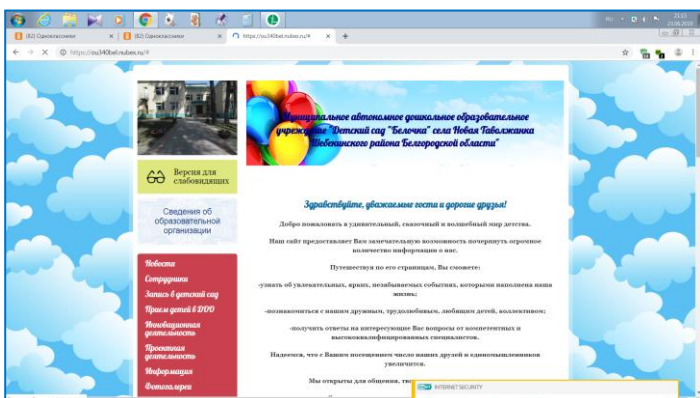 RU
21:13
21.06.2019
(82) Одноклассники
(82) Одноклассники
https://ou340bel.nubex.ru/#
https://ou340bel.nubex.ru/#
Муниципальное автономное дошкольное образовательное
учреждение "Детский сад "Белочка" села Новая Таволжанка
Шебекинского района Белгородской области"
Версия для
слабовидящих
Сведения об
образовательной
организации
Новости
Сотрудники
Запись в детский сад
Прием детей в ДОО
Инновационная
деятельность
Проектная
деятельность
Информация
Фотогалерея
Здравствуйте, уважаемые гости и дорогие друзья!
Добро пожаловать в удивительный, сказочный и волшебный мир детства.
Наш сайт предоставляет Вам замечательную возможность почерпнуть огромное
количество информации о нас.
Путешествуя по его страницам, Вы сможете:
-узнать об увлекательных, ярких, незабываемых событиях, которыми наполнена наша
жизнь;
-познакомиться с нашим дружным, трудолюбивым, любящим детей, коллективом;
-получить ответы на интересующие Вас вопросы от компетентных и
высококвалифицированных специалистов.
Надеемся, что с Вашим посещением число наших друзей и единомышленников
увеличится.
Мы открыты для общения,
INTERNET SECURITY